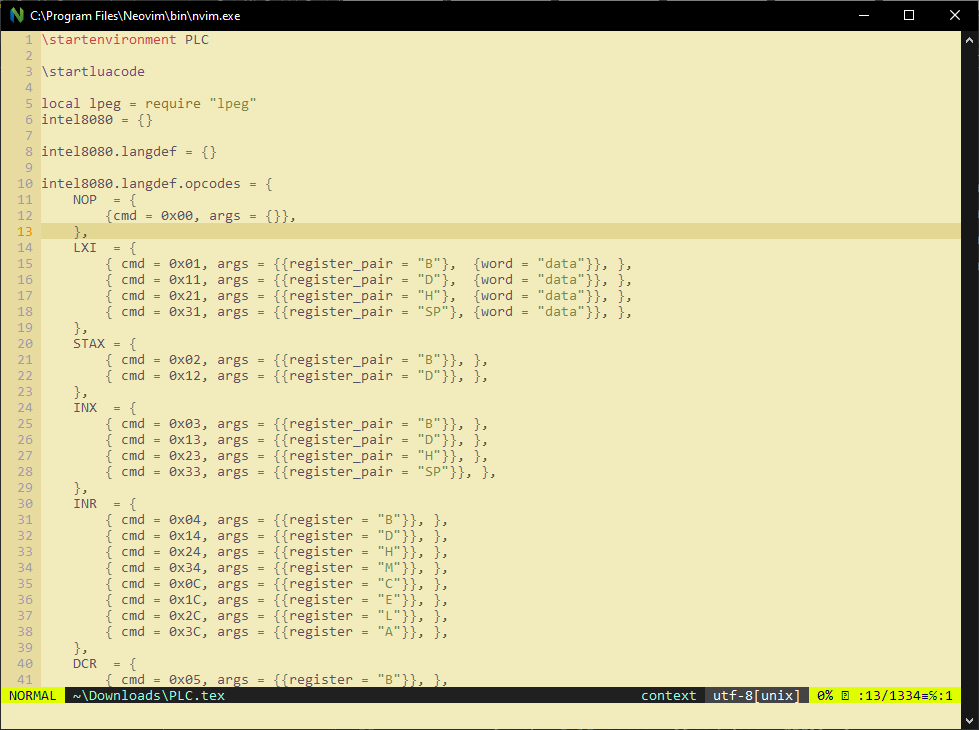 C:\Program Files\Neovim\bin\nvim.exe
1 \startenvironment PLC
2
3 \startluacode
4
5 local lpeg = require "lpeg"
6 intel8080 = {}
7
8 intel8080.langdef = {}
9
10 intel8080.langdef.opcodes = {
11     NOP  = {
12         {cmd = 0x00, args = {}},
13     },
14     LXI  = {
15         { cmd = 0x01, args = {{register_pair = "B"},  {word = "data"}}, },
16         { cmd = 0x11, args = {{register_pair = "D"},  {word = "data"}}, },
17         { cmd = 0x21, args = {{register_pair = "H"},  {word = "data"}}, },
18         { cmd = 0x31, args = {{register_pair = "SP"}, {word = "data"}}, },
19     },
20     STAX = {
21         { cmd = 0x02, args = {{register_pair = "B"}}, },
22         { cmd = 0x12, args = {{register_pair = "D"}}, },
23     },
24     INX  = {
25         { cmd = 0x03, args = {{register_pair = "B"}}, },
26         { cmd = 0x13, args = {{register_pair = "D"}}, },
27         { cmd = 0x23, args = {{register_pair = "H"}}, },
28         { cmd = 0x33, args = {{register_pair = "SP"}}, },
29     },
30     INR  = {
31         { cmd = 0x04, args = {{register = "B"}}, },
32         { cmd = 0x14, args = {{register = "D"}}, },
33         { cmd = 0x24, args = {{register = "H"}}, },
34         { cmd = 0x34, args = {{register = "M"}}, },
35         { cmd = 0x0C, args = {{register = "C"}}, },
36         { cmd = 0x1C, args = {{register = "E"}}, },
37         { cmd = 0x2C, args = {{register = "L"}}, },
38         { cmd = 0x3C, args = {{register = "A"}}, },
39     },
40     DCR  = {
41         { cmd = 0x05, args = {{register = "B"}}, },
NORMAL ~\Downloads\PLC.tex context utf-8[unix] 0% :13/1334≡%:1